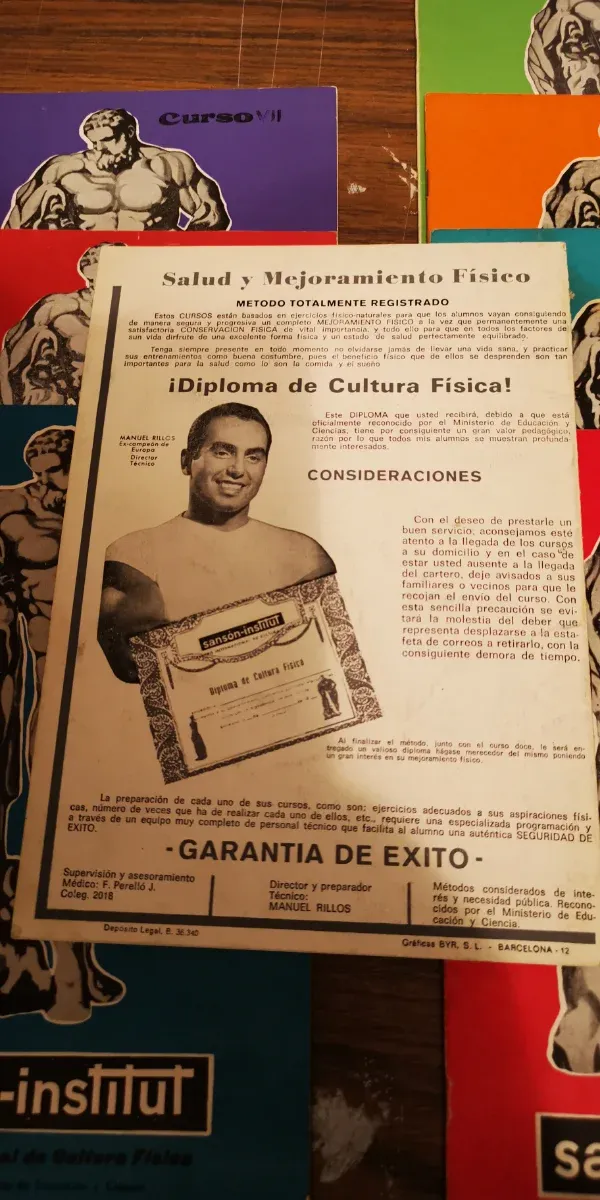 Curso VII
Salud y Mejoramiento Físico
METODO TOTALMENTE REGISTRADO
Estos CURSOS están basados en ejercicios físico-naturales para que los alumnos vayan consiguiendo
de manera segura y progresiva un completo MEJORAMIENTO FISICO a la vez que permanentemente una
satisfactoria CONSERVACION FISICA de vital importancia, y todo ello para que en todos los factores de
sun vida dirfrute de una excelente forma física y un estado de salud perfectamente equilibrado.
Tenga siempre presente en todo momento no olvidarse jamás de llevar una vida sana, y practicar
sus entrenamientos como buena costumbre, pues el beneficio físico que de ellos se desprenden son tan
importantes para la salud como lo son la comida y el sueño
¡Diploma de Cultura Física!
MANUEL RILLOS
Ex-campeón de
Europa
Director
Técnico
Este DIPLOMA que usted recibirá, debido a que está
oficialmente reconocido por el Ministerio de Educación y
Ciencias, tiene por consiguiente un gran valor pedagógico,
razón por lo que todos mis alumnos se muestran profunda-
mente interesados.
CONSIDERACIONES
Con el deseo de prestarle un
buen servicio, aconsejamos esté
atento a la llegada de los cursos
a su domicilio y en el caso de
estar usted ausente a la llegada
del cartero, deje avisados a sus
familiares o vecinos para que le
recojan el envío del curso. Con
esta sencilla precaución se evi-
tará la molestia del deber que
representa desplazarse a la esta-
feta de correos a retirarlo, con la
consiguiente demora de tiempo.
sansón-institut
Diploma de Cultura Física
Al finalizar el método, junto con el curso doce, le será en-
tregado un valioso diploma hágase merecedor del mismo poniendo
un gran interés en su mejoramiento físico.
La preparación de cada uno de sus cursos, como son: ejercicios adecuados a sus aspiraciones físi-
cas, número de veces que ha de realizar cada uno de ellos, etc., requiere una especializada programación y
a través de un equipo muy completo de personal técnico que facilita al alumno una auténtica SEGURIDAD DE
EXITO.
- GARANTIA DE EXITO -
Supervisión y asesoramiento
Médico: F. Perelló J.
Coleg. 2018
Director y preparador
Técnico:
MANUEL RILLOS
Métodos considerados de inte-
rés y necesidad pública. Recono-
cidos por el Ministerio de Edu-
cación y Ciencia.
Depósito Legal, B. 36.340
Gráficas BYR, S. L. - BARCELONA - 12
-institut
al de Cultura Física
sa